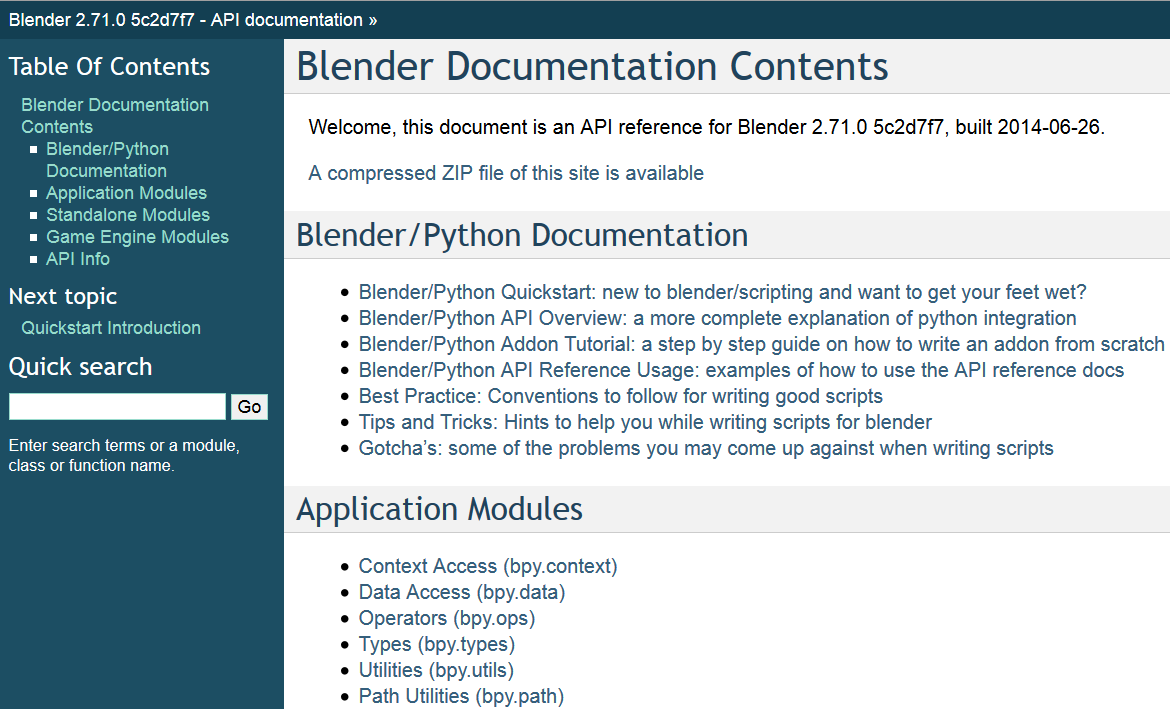 Blender 2.71.0 5c2d7f7 - API documentation »
Table Of Contents
Blender Documentation
Contents
Blender/Python
Documentation
Application Modules
Standalone Modules
Game Engine Modules
API Info
Next topic
Quickstart Introduction
Quick search
Go
Enter search terms or a module,
class or function name.
Blender Documentation Contents
Welcome, this document is an API reference for Blender 2.71.0 5c2d7f7, built 2014-06-26.
A compressed ZIP file of this site is available
Blender/Python Documentation
Blender/Python Quickstart: new to blender/scripting and want to get your feet wet?
Blender/Python API Overview: a more complete explanation of python integration
Blender/Python Addon Tutorial: a step by step guide on how to write an addon from scratch
Blender/Python API Reference Usage: examples of how to use the API reference docs
Best Practice: Conventions to follow for writing good scripts
Tips and Tricks: Hints to help you while writing scripts for blender
Gotcha’s: some of the problems you may come up against when writing scripts
Application Modules
Context Access (bpy.context)
Data Access (bpy.data)
Operators (bpy.ops)
Types (bpy.types)
Utilities (bpy.utils)
Path Utilities (bpy.path)